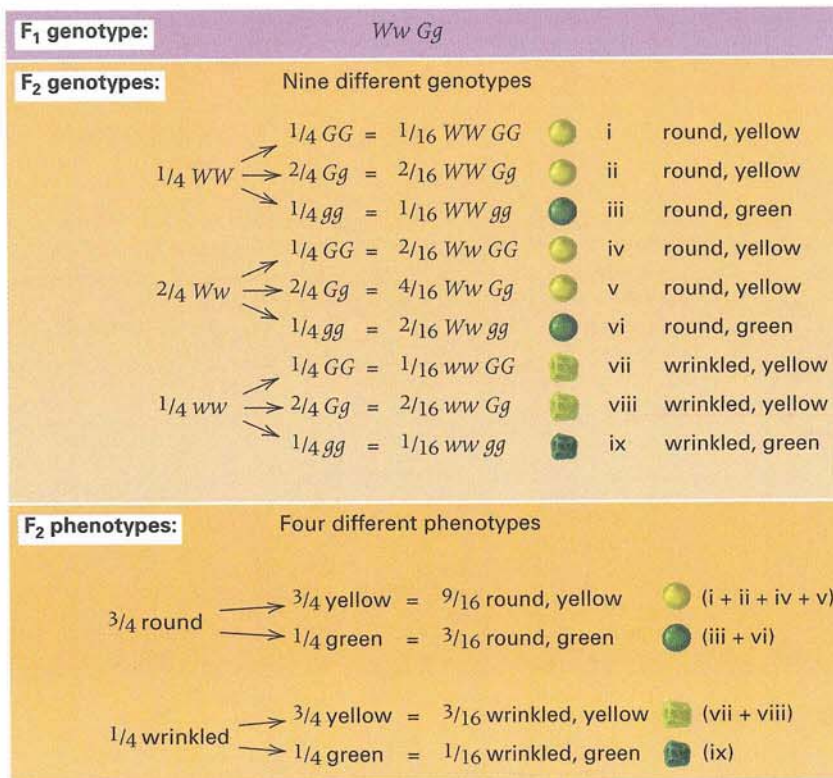 F1 genotype: Ww Gg
F2 genotypes: Nine different genotypes
1/4 GG = 1/16 WW GG i round, yellow
1/4 WW 2/4 Gg = 2/16 WW Gg ii round, yellow
1/4 gg = 1/16 WW gg iii round, green
1/4 GG = 2/16 Ww GG iv round, yellow
2/4 Ww 2/4 Gg = 4/16 Ww Gg v round, yellow
1/4 gg = 2/16 Ww gg vi round, green
1/4 GG = 1/16 ww GG vii wrinkled, yellow
1/4 ww 2/4 Gg = 2/16 ww Gg viii wrinkled, yellow
1/4 gg = 1/16 ww gg ix wrinkled, green
F2 phenotypes: Four different phenotypes
3/4 round
3/4 yellow = 9/16 round, yellow (i + ii + iv + v)
1/4 green = 3/16 round, green (iii + vi)
1/4 wrinkled
3/4 yellow = 3/16 wrinkled, yellow (vii + viii)
1/4 green = 1/16 wrinkled, green (ix)